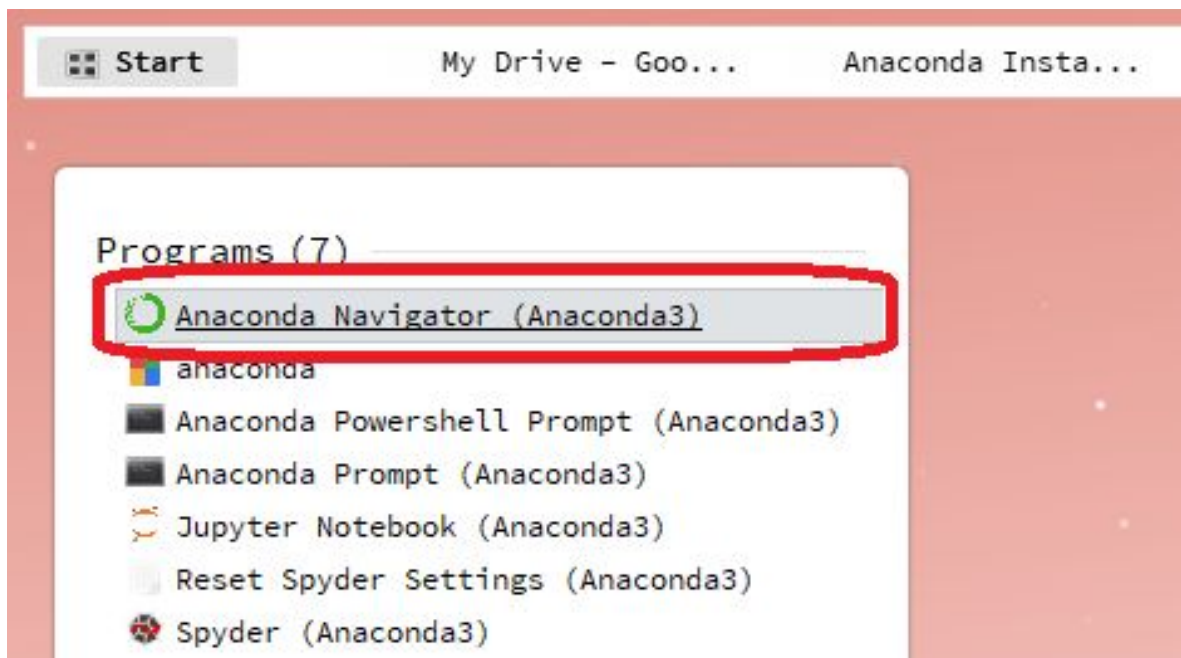 Start My Drive – Goo... Anaconda Insta...
Programs (7)
Anaconda Navigator (Anaconda3)
anaconda
Anaconda Powershell Prompt (Anaconda3)
Anaconda Prompt (Anaconda3)
Jupyter Notebook (Anaconda3)
Reset Spyder Settings (Anaconda3)
Spyder (Anaconda3)